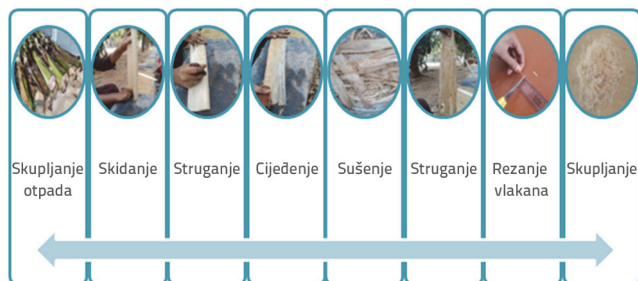 Skupljanje
otpada
Skidanje
Struganje
Cijeđenje
Sušenje
Struganje
Rezanje
vlakana
Skupljanje